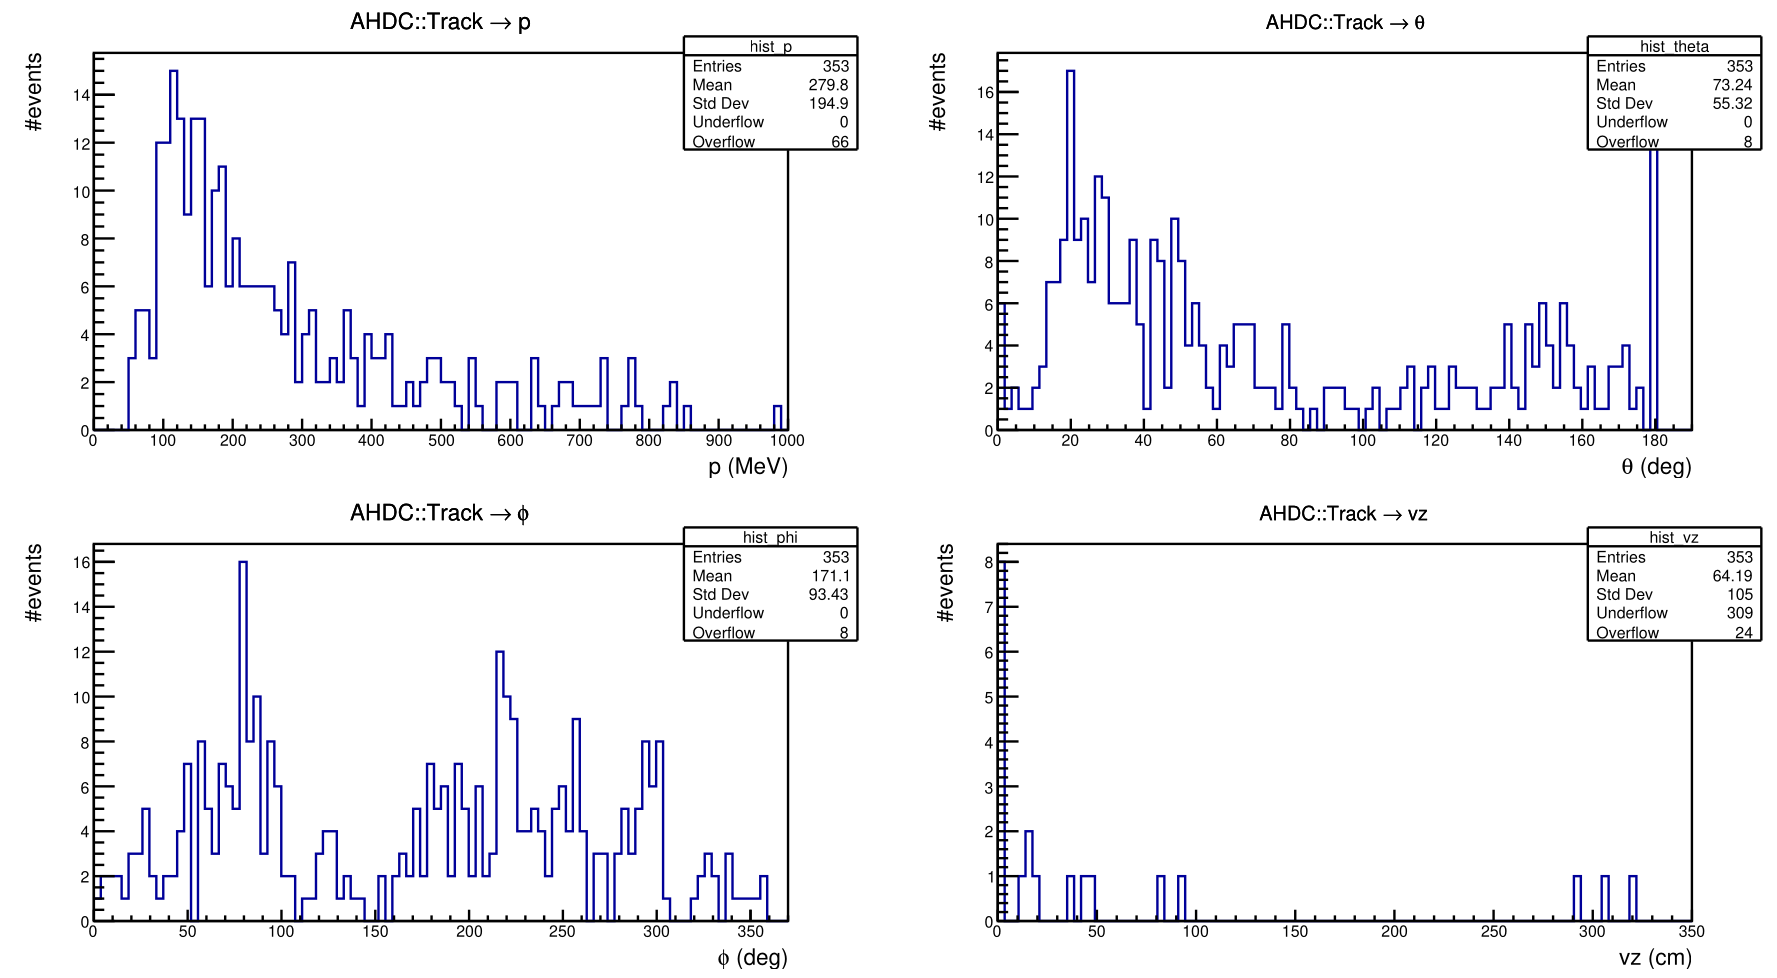 AHDC::Track → p
#events
hist_p
Entries 353
Mean 279.8
Std Dev 194.9
Underflow 0
Overflow 66
14
12
10
8
6
4
2
0
0 100 200 300 400 500 600 700 800 900 1000
p (MeV)
AHDC::Track → θ
#events
hist_theta
Entries 353
Mean 73.24
Std Dev 55.32
Underflow 0
Overflow 8
16
14
12
10
8
6
4
2
0
0 20 40 60 80 100 120 140 160 180
θ (deg)
AHDC::Track → ϕ
#events
hist_phi
Entries 353
Mean 171.1
Std Dev 93.43
Underflow 0
Overflow 8
16
14
12
10
8
6
4
2
0
0 50 100 150 200 250 300 350
ϕ (deg)
AHDC::Track → vz
#events
hist_vz
Entries 353
Mean 64.19
Std Dev 105
Underflow 309
Overflow 24
8
7
6
5
4
3
2
1
0
0 50 100 150 200 250 300 350
vz (cm)